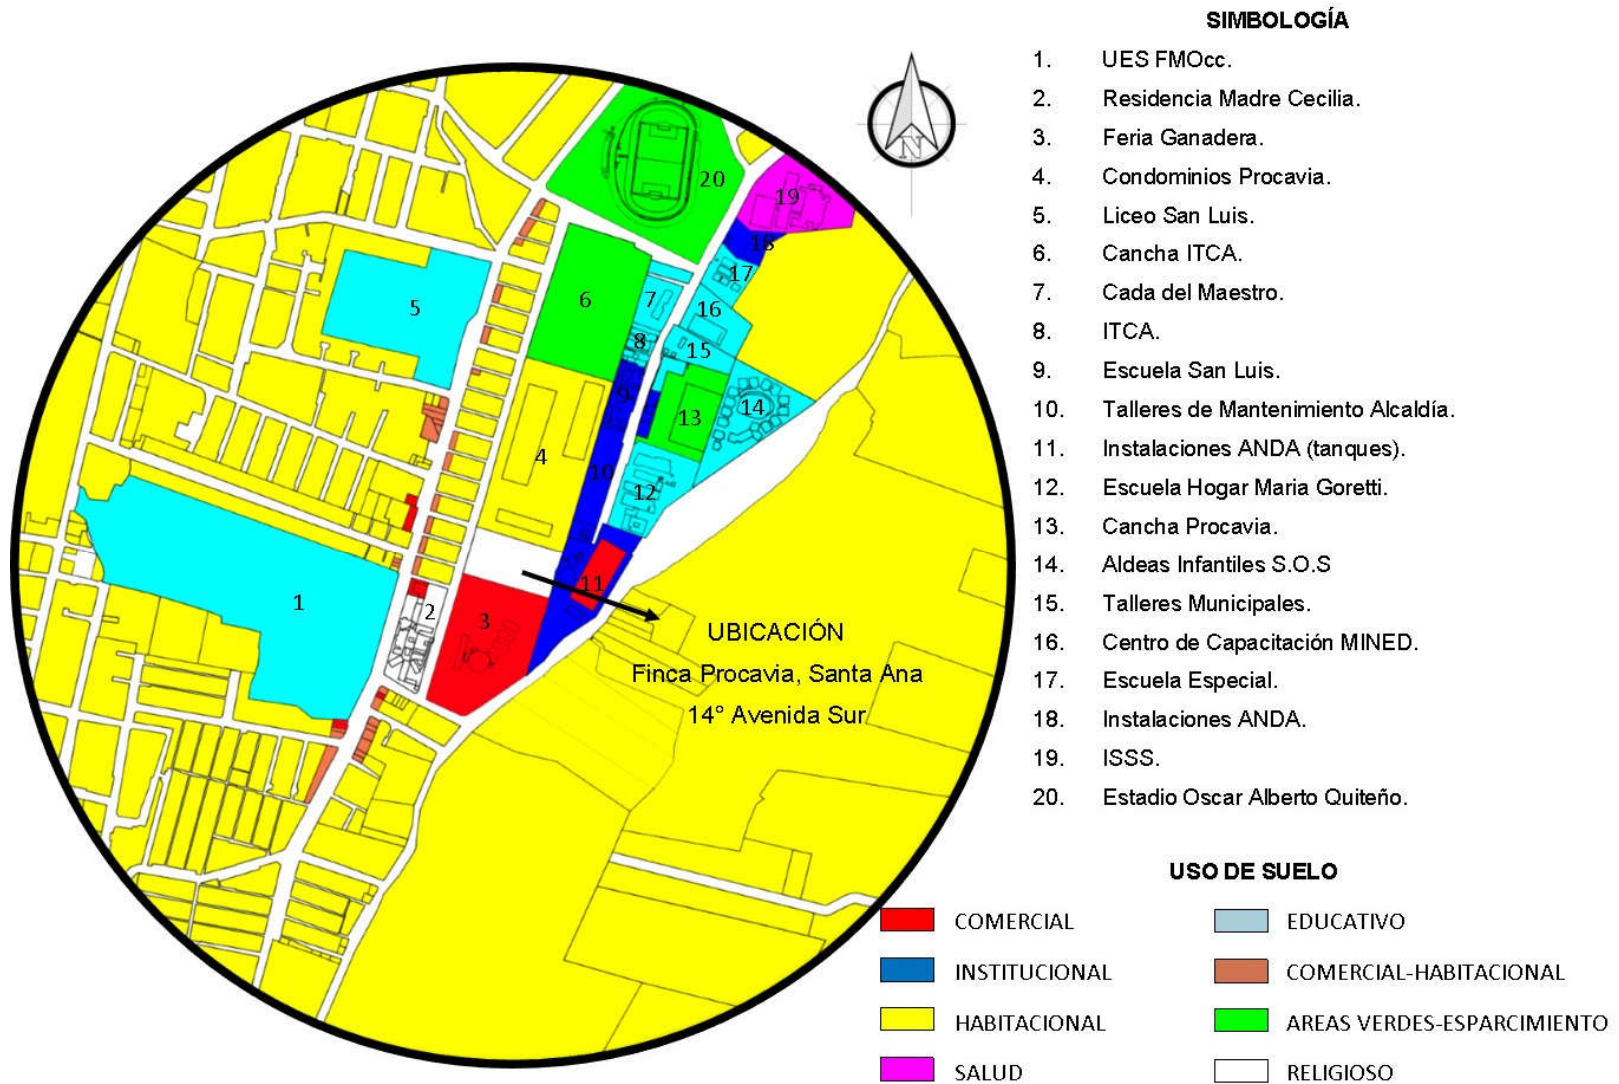 SIMBOLOGÍA
1. UES FMOcc.
2. Residencia Madre Cecilia.
3. Feria Ganadera.
4. Condominios Procavia.
5. Liceo San Luis.
6. Cancha ITCA.
7. Cada del Maestro.
8. ITCA.
9. Escuela San Luis.
10. Talleres de Mantenimiento Alcaldía.
11. Instalaciones ANDA (tanques).
12. Escuela Hogar Maria Goretti.
13. Cancha Procavia.
14. Aldeas Infantiles S.O.S
15. Talleres Municipales.
16. Centro de Capacitación MINED.
17. Escuela Especial.
18. Instalaciones ANDA.
19. ISSS.
20. Estadio Oscar Alberto Quiteño.
N
20
19
18
17
5
6
7
16
8
15
9
13
14
4
10
12
11
1
2
3
UBICACIÓN
Finca Procavia, Santa Ana
14° Avenida Sur
USO DE SUELO
COMERCIAL
EDUCATIVO
INSTITUCIONAL
COMERCIAL-HABITACIONAL
HABITACIONAL
AREAS VERDES-ESPARCIMIENTO
SALUD
RELIGIOSO